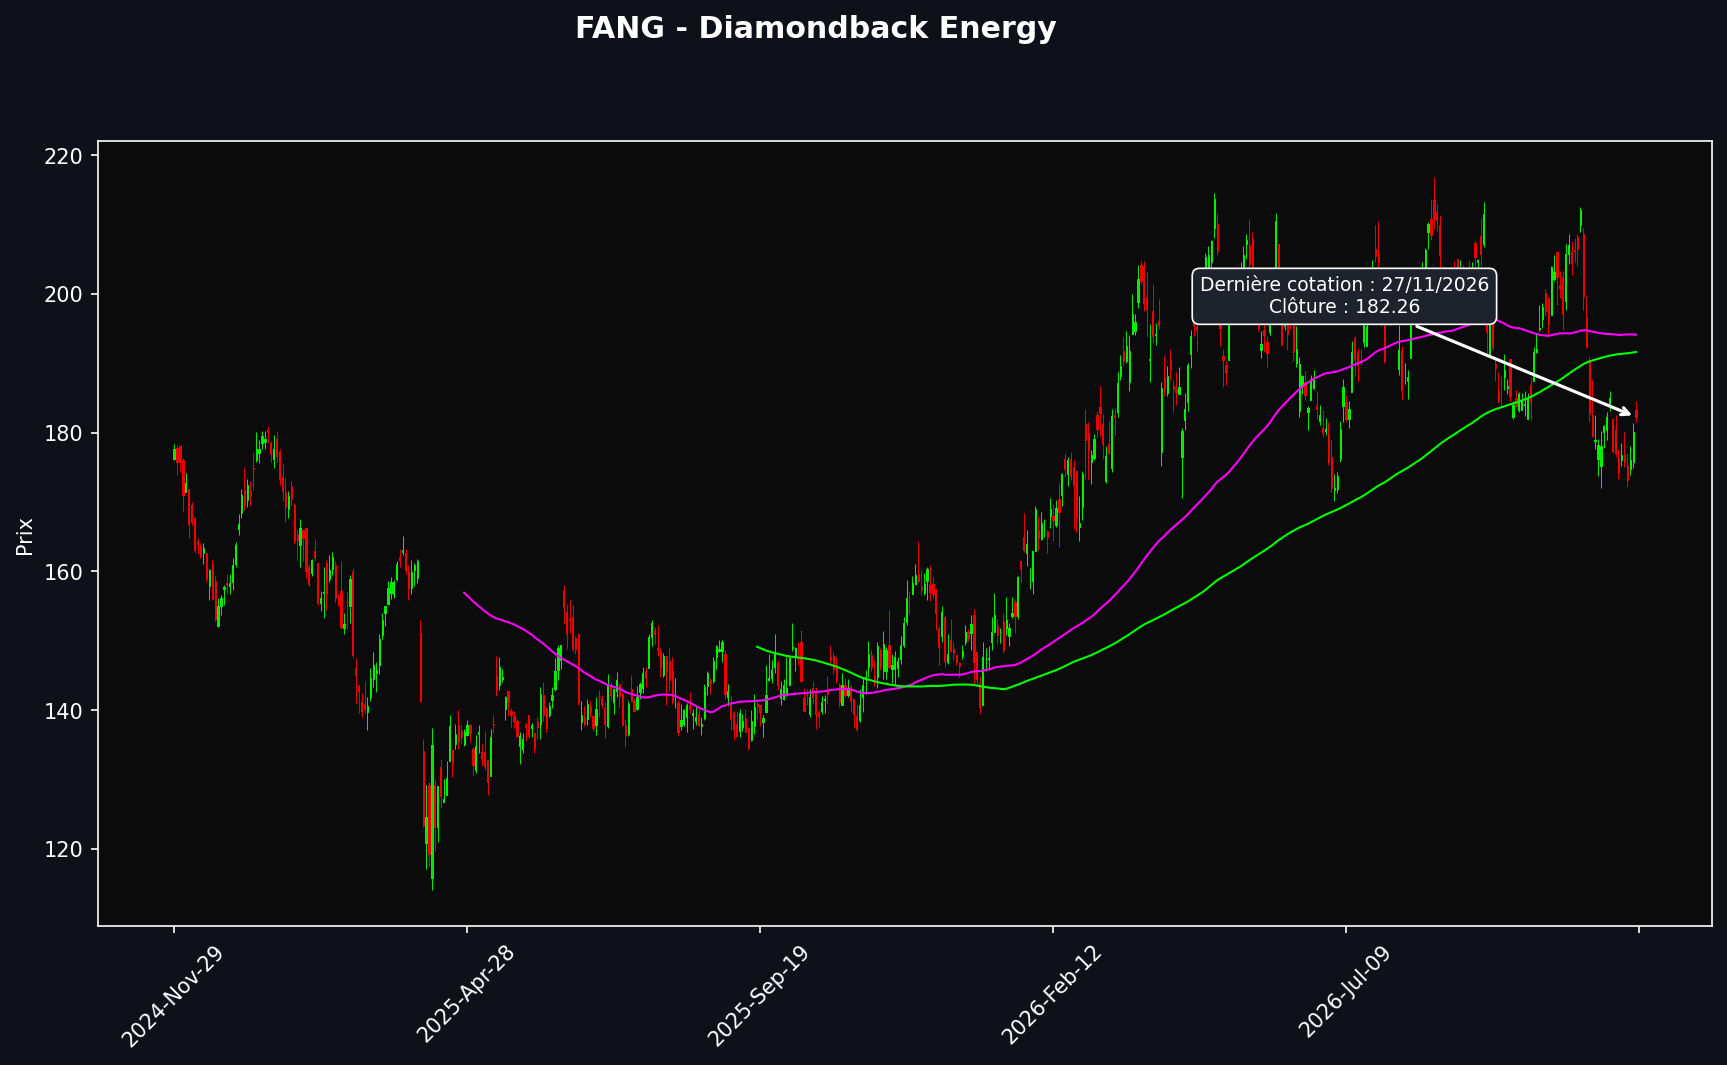 FANG - Diamondback Energy
Prix
220
200
180
160
140
120
Dernière cotation : 27/11/2026
Clôture : 182.26
2024-Nov-29
2025-Apr-28
2025-Sep-19
2026-Feb-12
2026-Jul-09